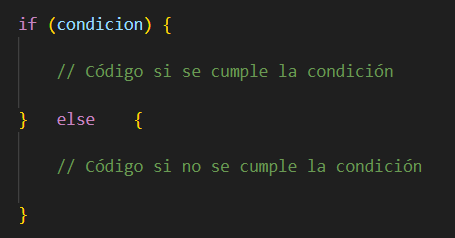 if (condicion) {
// Código si se cumple la condición
} else {
// Código si no se cumple la condición
}